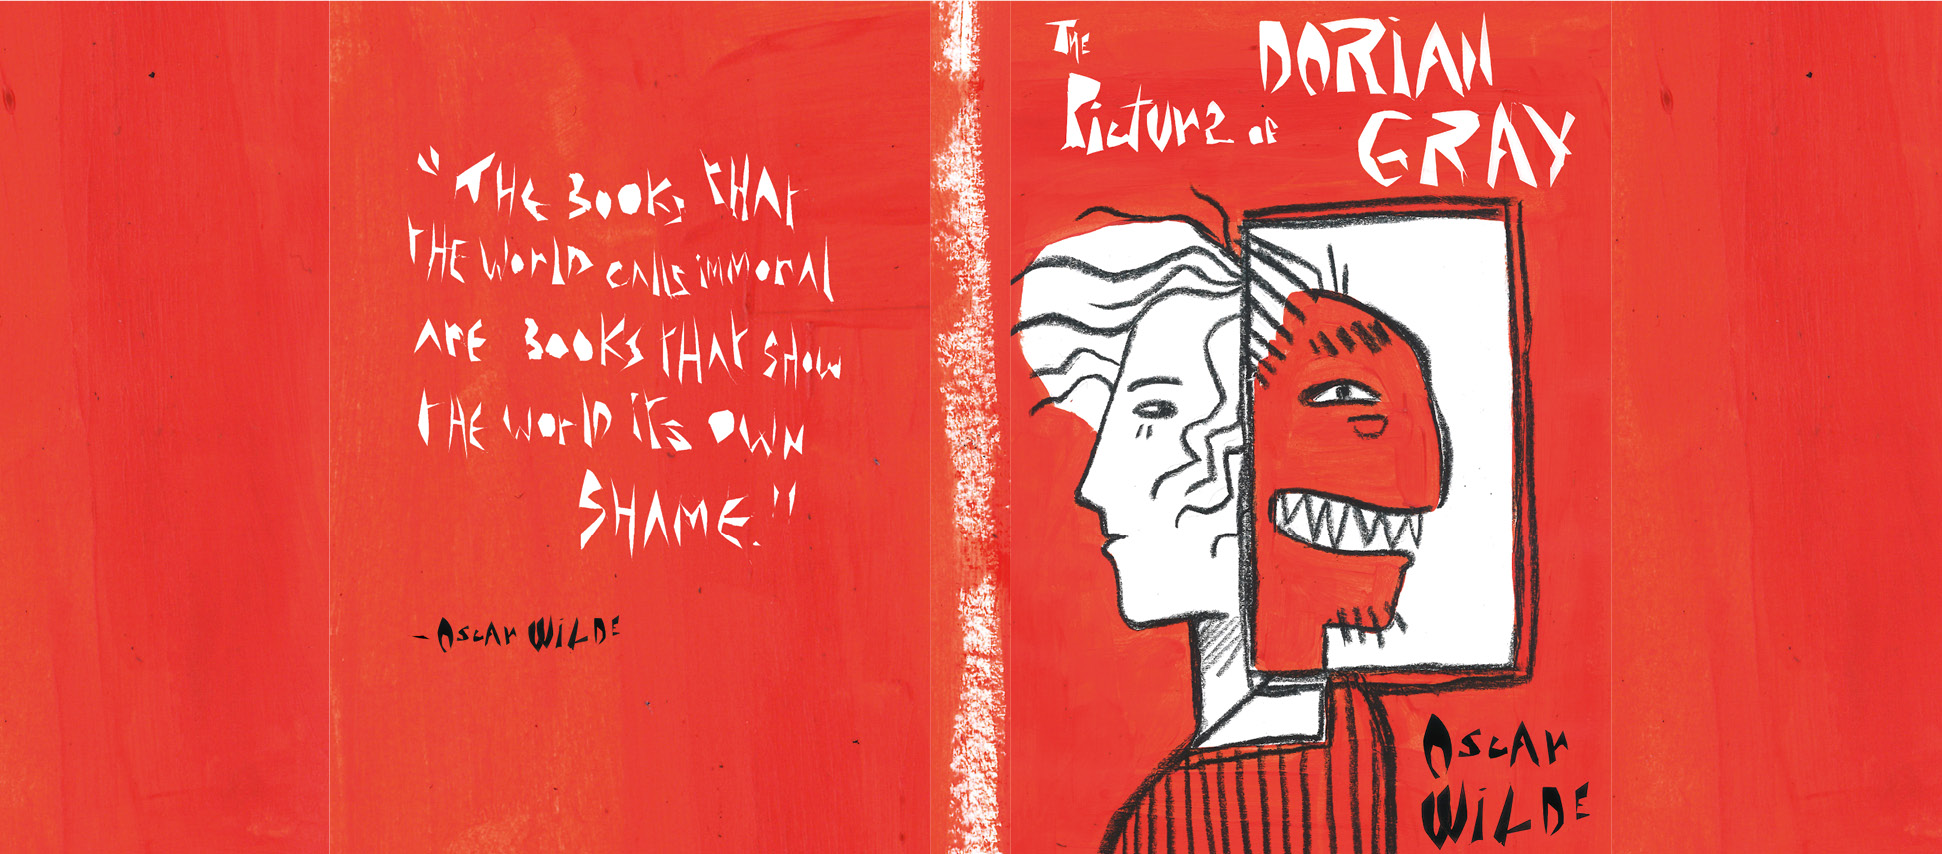 "THE BOOKS THAT
THE WORLD CALLS IMMORAL
ARE BOOKS THAT SHOW
THE WORLD ITS OWN
SHAME."
-OSCAR WILDE
THE
PICTURE OF
DORIAN
GRAY
OSCAR
WILDE